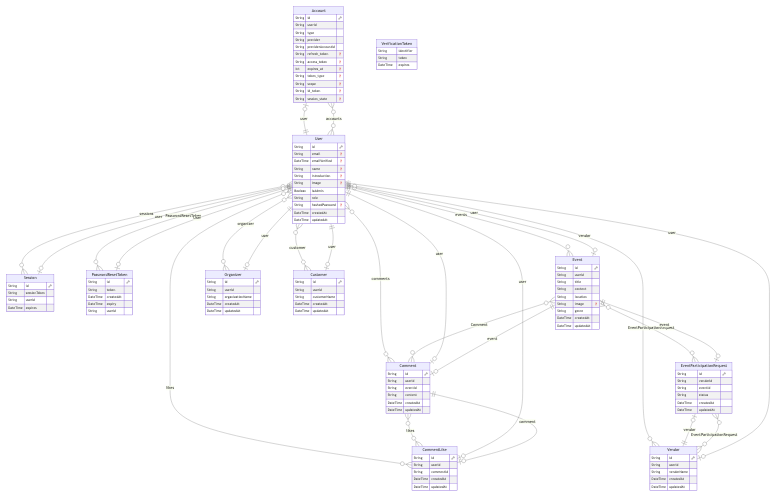 Account
String id
String userId
String type
String provider
String providerAccountId
String refresh_token ?
String access_token ?
Int expires_at ?
String token_type ?
String scope ?
String id_token ?
String session_state ?
VerificationToken
String identifier
String token
DateTime expires
user
accounts
User
String id
String email ?
DateTime emailVerified ?
String name ?
String
String image ?
Boolean isAdmin
String role
String hashedPassword ?
DateTime createdAt
DateTime updatedAt
sessions
user
PasswordResetToken
organizer
user
customer
user
comments
user
events
user
vendor
user
user
Session
String id
String sessionToken
String userId
DateTime expires
PasswordResetToken
String id
String token
DateTime createdAt
DateTime expiry
String userId
Organizer
String id
String userId
String organizationName
DateTime createdAt
DateTime updatedAt
Customer
String id
String userId
String customerName
DateTime createdAt
DateTime updatedAt
Event
String id
String userId
String title
String content
String location
String image ?
String
DateTime createdAt
DateTime updatedAt
Comment
event
event
EventParticipationRequest
Comment
String id
String userId
String eventId
String content
DateTime createdAt
DateTime updatedAt
EventParticipationRequest
String id
String vendorId
String eventId
String status
DateTime createdAt
DateTime updatedAt
likes
likes
comment
vendor
EventParticipationRequest
CommentLike
String id
String userId
String commentId
DateTime createdAt
DateTime updatedAt
Vendor
String id
String userId
String vendorName
DateTime createdAt
DateTime updatedAt